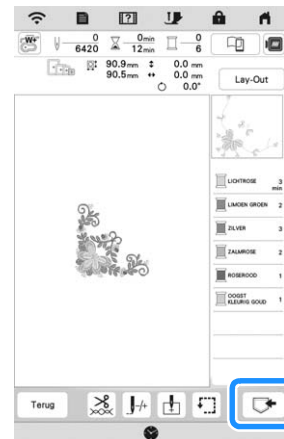 W+
0
6420
0min
12min
0
6
90.9mm
0.0 mm
90.5mm
0.0 mm
0.0°
Lay-Out
LICHTROSE 3
min
LIMOEN GROEN 2
ZILVER 3
ZALMROSE 2
ROSEROOD 1
OOGST
KLEURIG GOUD 1
Terug
-/+